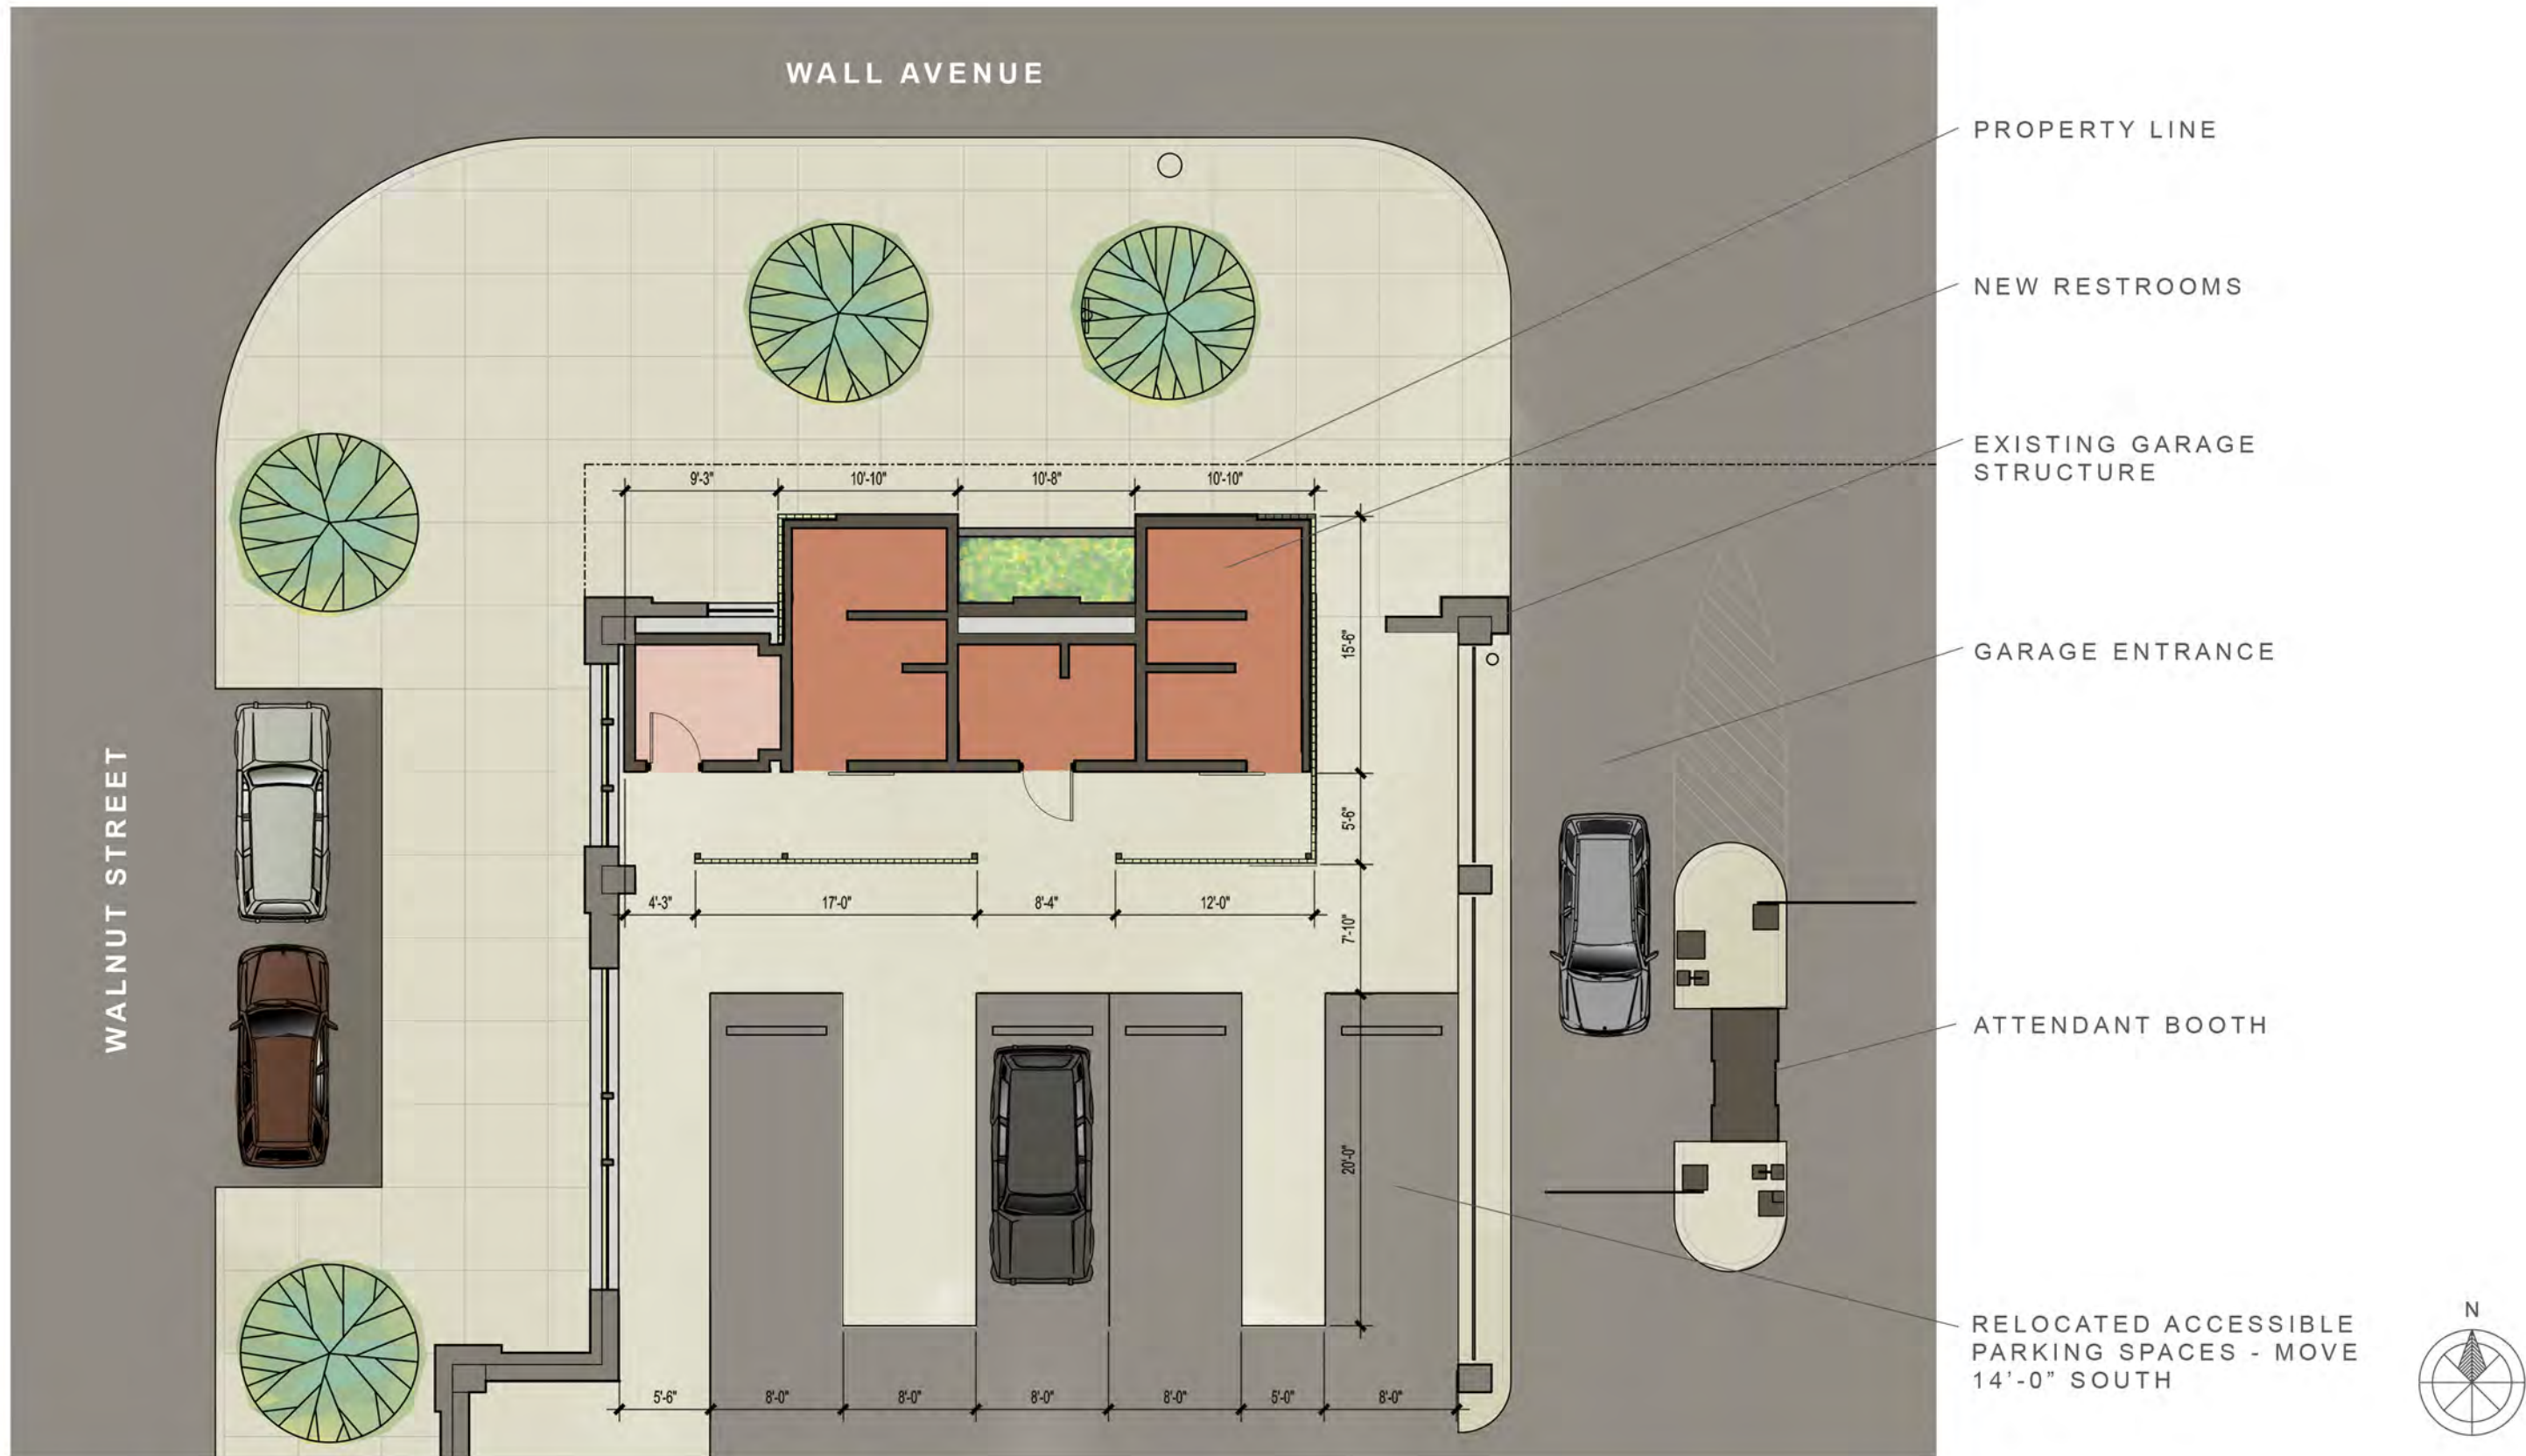 WALL AVENUE
PROPERTY LINE
NEW RESTROOMS
EXISTING GARAGE
STRUCTURE
9'-3"
10'-10"
10'-8"
10'-10"
15'-6"
GARAGE ENTRANCE
WALNUT STREET
5'-6"
4'-3"
17'-0"
8'-4"
12'-0"
7'-10"
ATTENDANT BOOTH
20'-0"
RELOCATED ACCESSIBLE
PARKING SPACES - MOVE
14’-0” SOUTH
N
5'-6"
8'-0"
8'-0"
8'-0"
8'-0"
5'-0"
8'-0"